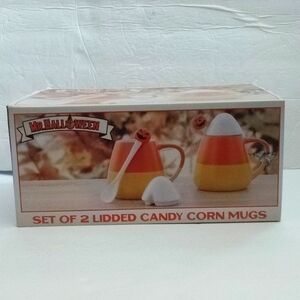 MR. HALLOWEEN
SET OF 2 LIDDED CANDY CORN MUGS